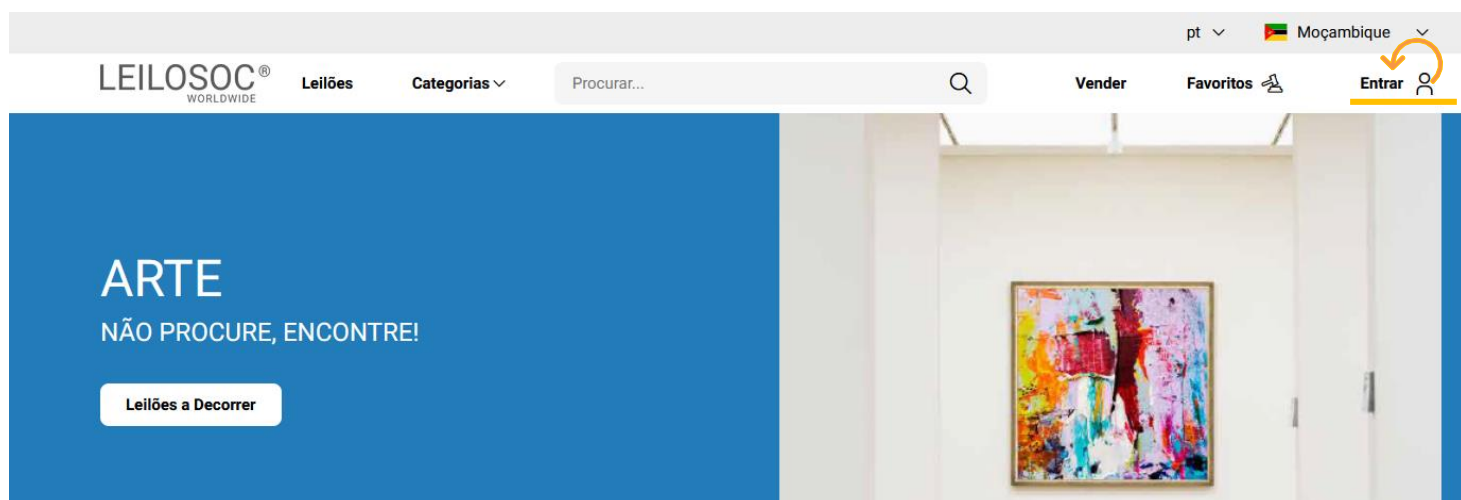 pt Moçambique
LEILOSOC® Leilões Categorias Procurar... Vender Favoritos Entrar
WORLDWIDE
ARTE
NÃO PROCURE, ENCONTRE!
Leilões a Decorrer